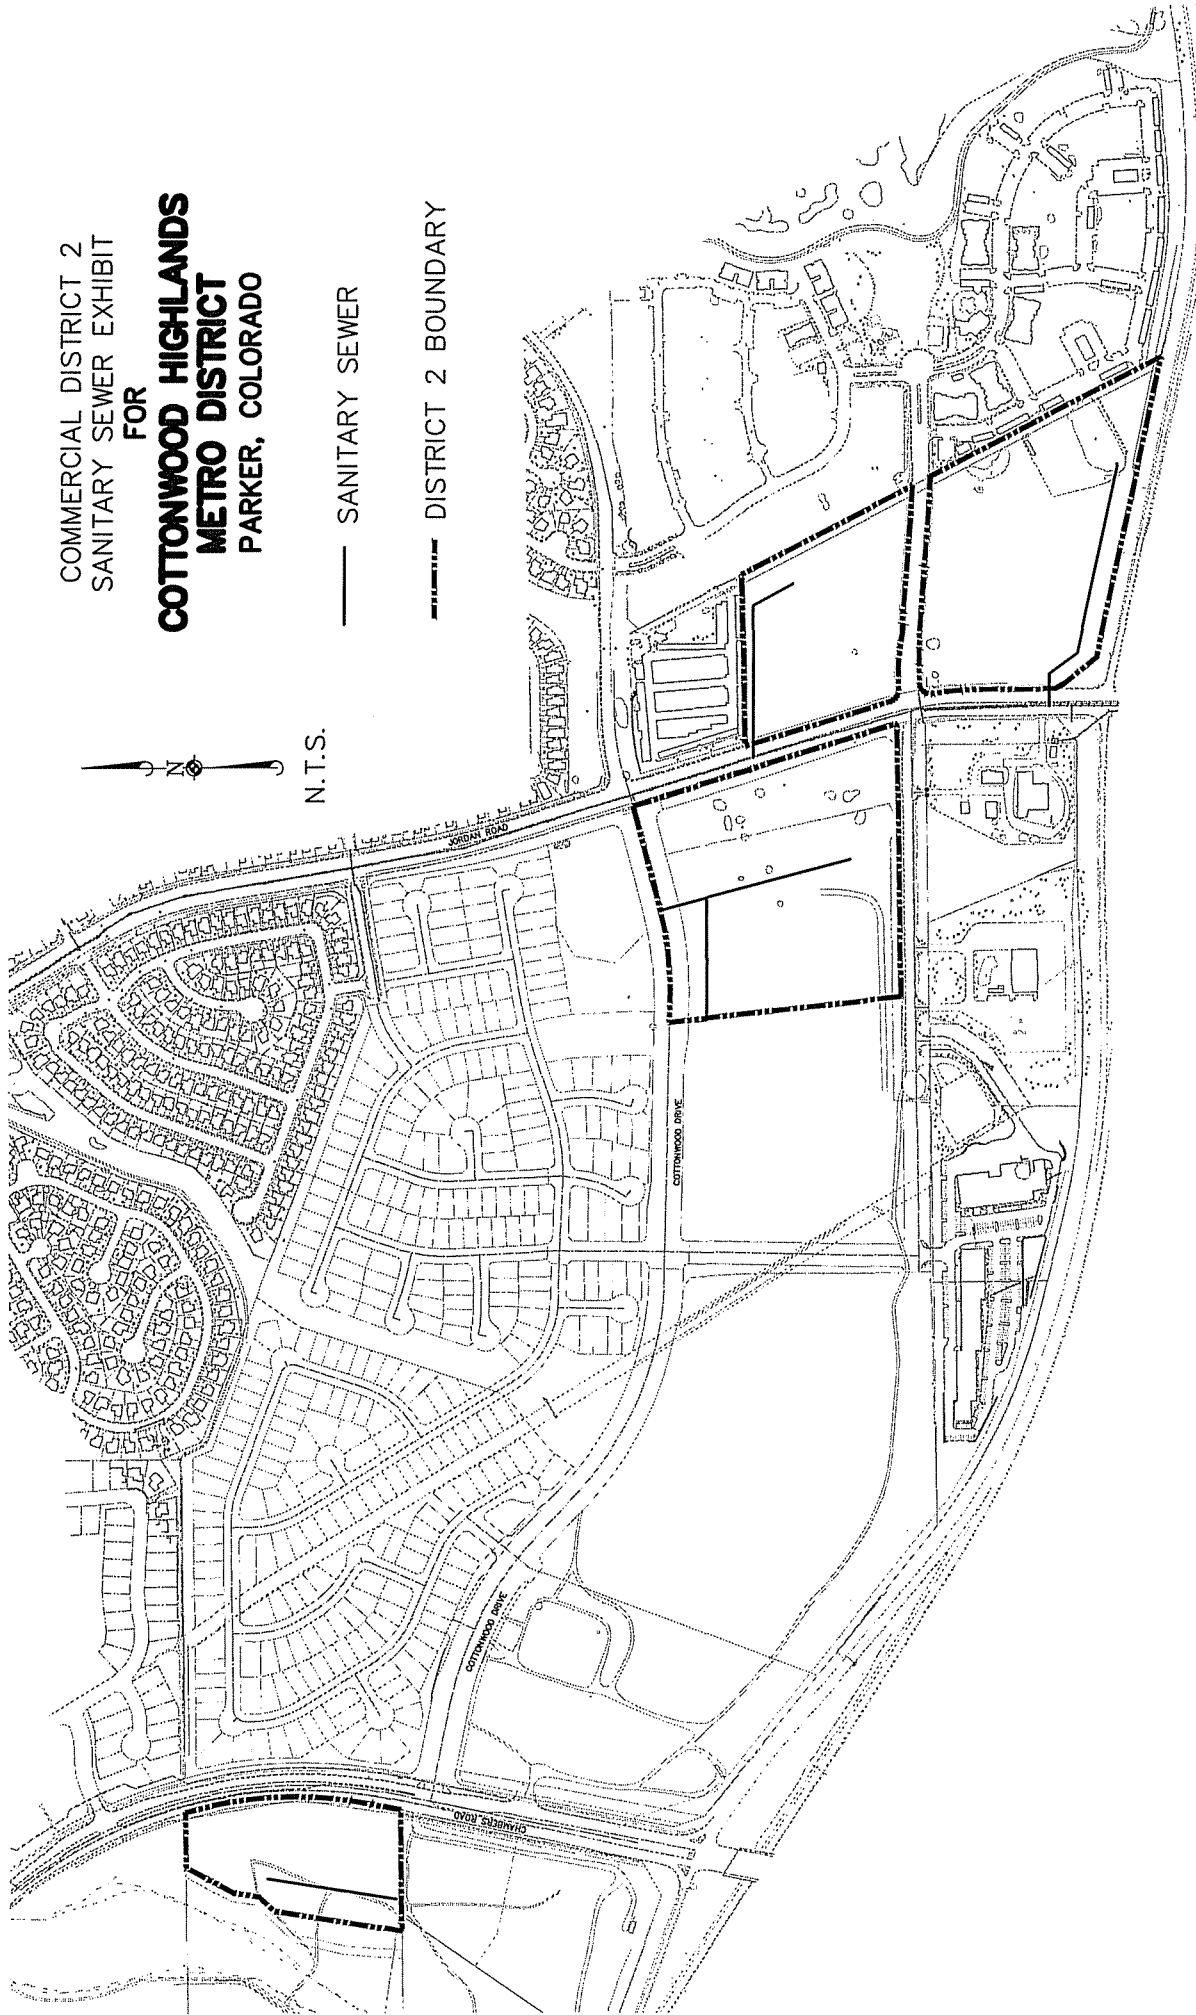 COMMERCIAL DISTRICT 2
SANITARY SEWER EXHIBIT
FOR
COTTONWOOD HIGHLANDS
METRO DISTRICT
PARKER, COLORADO
SANITARY SEWER
DISTRICT 2 BOUNDARY
N
N.T.S.
JORDAN ROAD
COTTONWOOD DRIVE
COTTONWOOD DRIVE
CHAMBERS ROAD